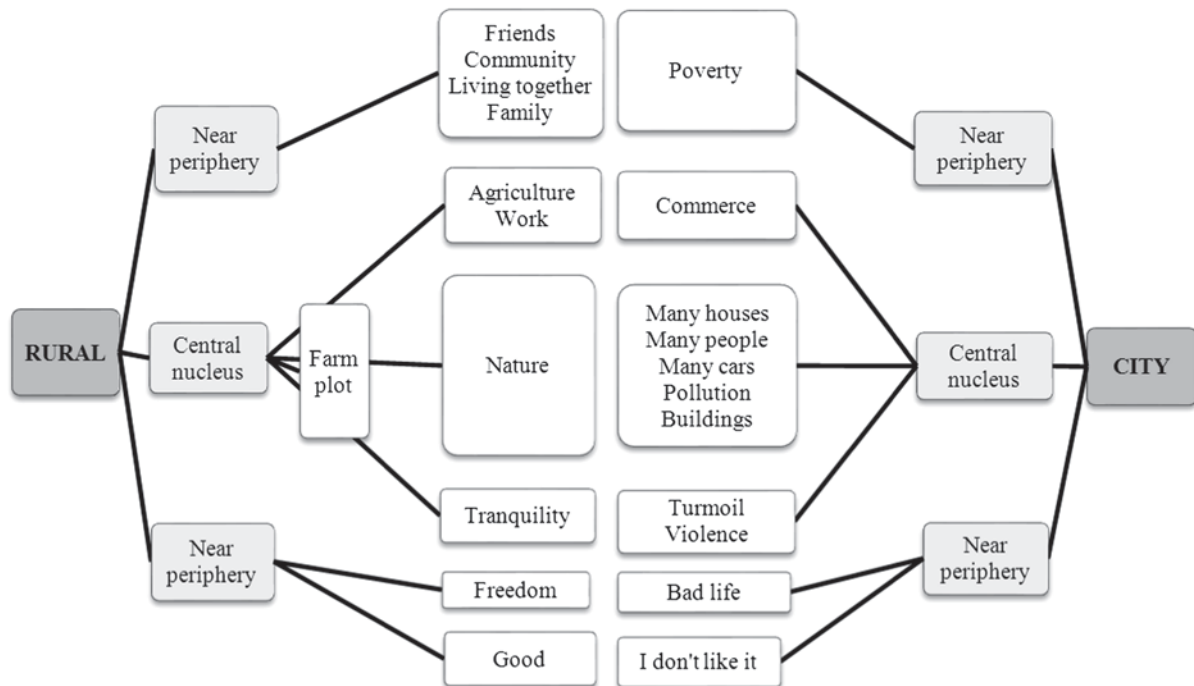 Friends
Community
Living together
Family
Poverty
Near
periphery
Near
periphery
Agriculture
Work
Commerce
RURAL
Central
nucleus
Farm
plot
Nature
Many houses
Many people
Many cars
Pollution
Buildings
Central
nucleus
CITY
Tranquility
Turmoil
Violence
Near
periphery
Near
periphery
Freedom
Bad life
Good
I don't like it